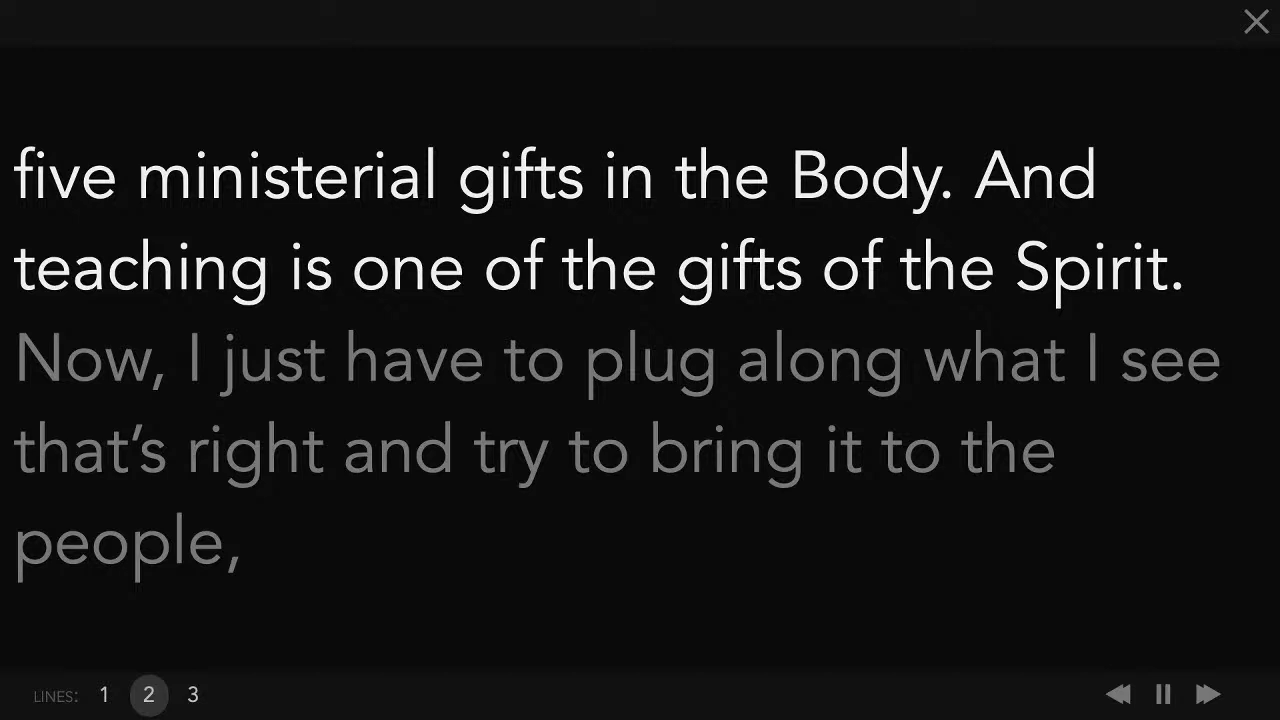 five ministerial gifts in the Body. And
teaching is one of the gifts of the Spirit.
Now, I just have to plug along what I see
that’s right and try to bring it to the
people,
LINES: 1 2 3